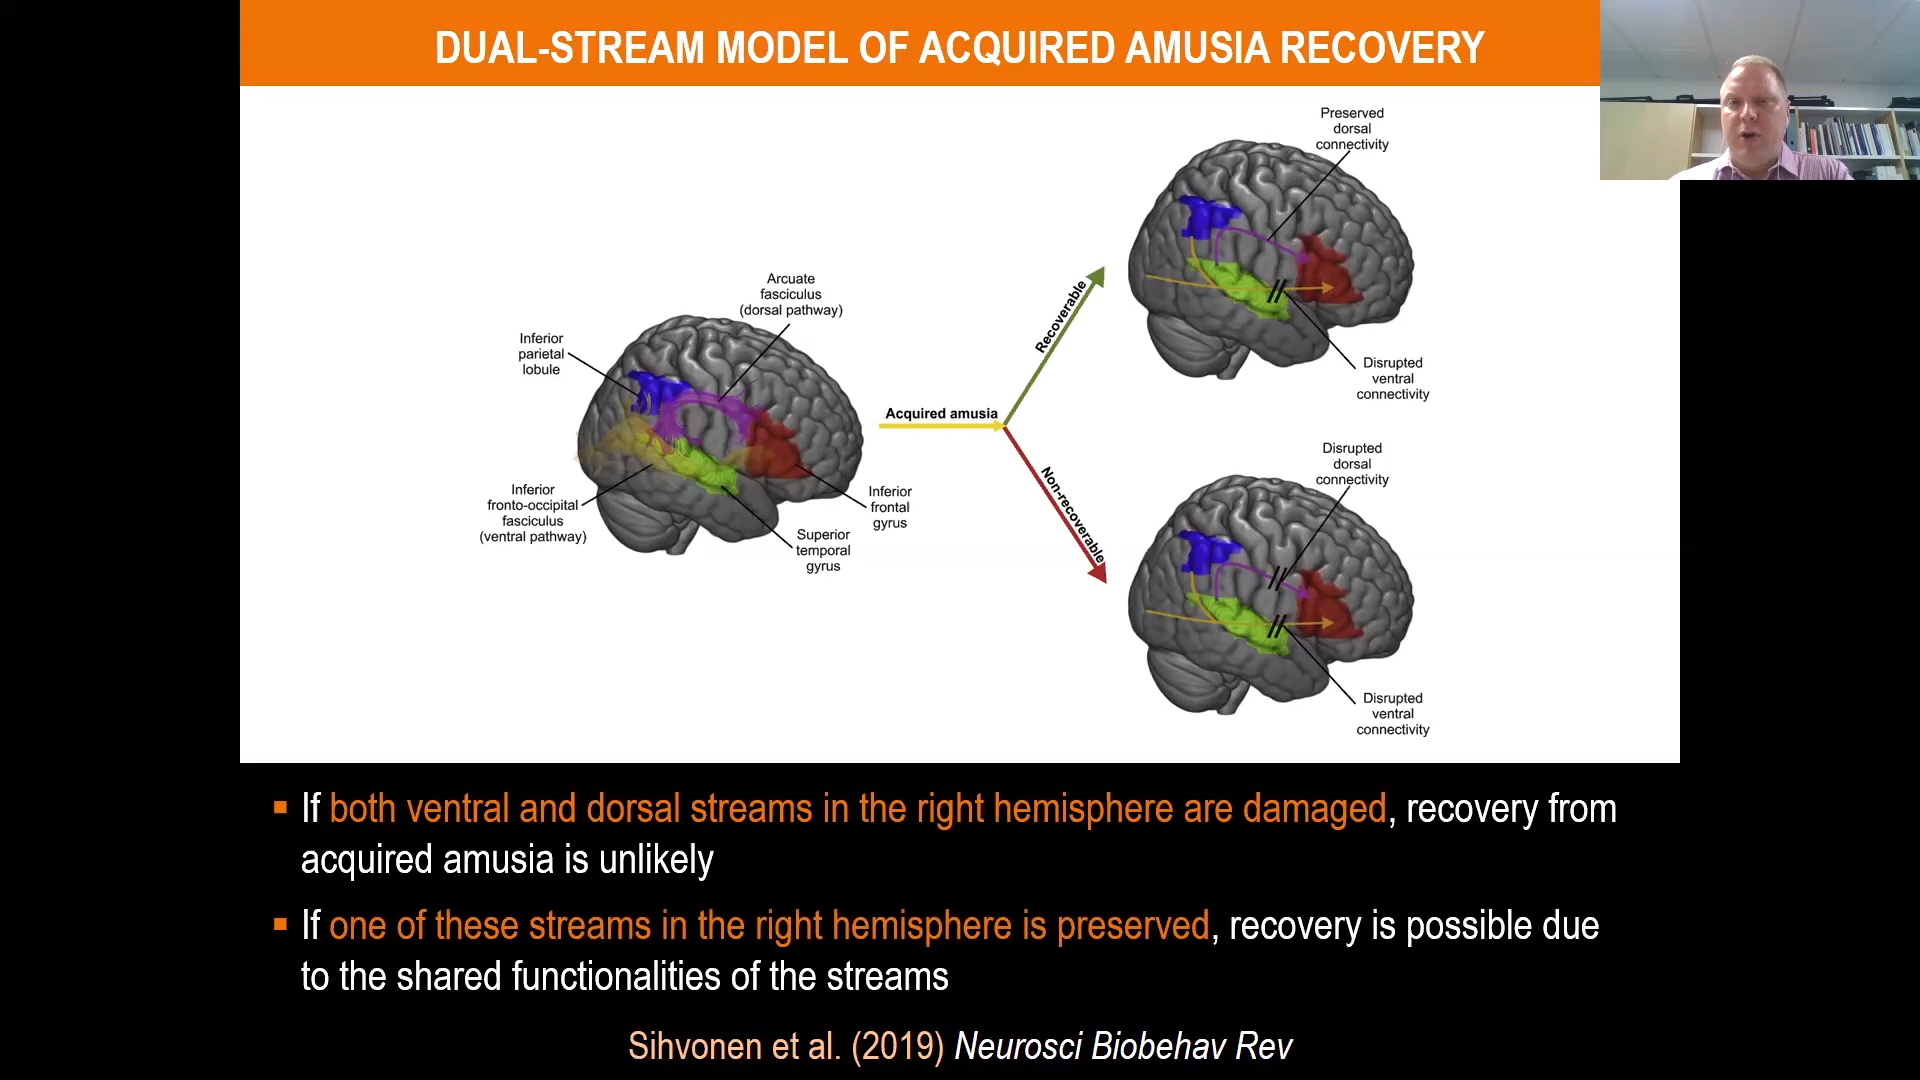 DUAL-STREAM MODEL OF ACQUIRED AMUSIA RECOVERY
Arcuate
fasciculus
(dorsal pathway)
Inferior
parietal
lobule
Inferior
fronto-occipital
fasciculus
(ventral pathway)
Superior
temporal
gyrus
Inferior
frontal
gyrus
Acquired amusia
Recoverable
Non-recoverable
Preserved
dorsal
connectivity
Disrupted
ventral
connectivity
Disrupted
dorsal
connectivity
Disrupted
ventral
connectivity
If both ventral and dorsal streams in the right hemisphere are damaged, recovery from
acquired amusia is unlikely
If one of these streams in the right hemisphere is preserved, recovery is possible due
to the shared functionalities of the streams
Sihvonen et al. (2019) Neurosci Biobehav Rev